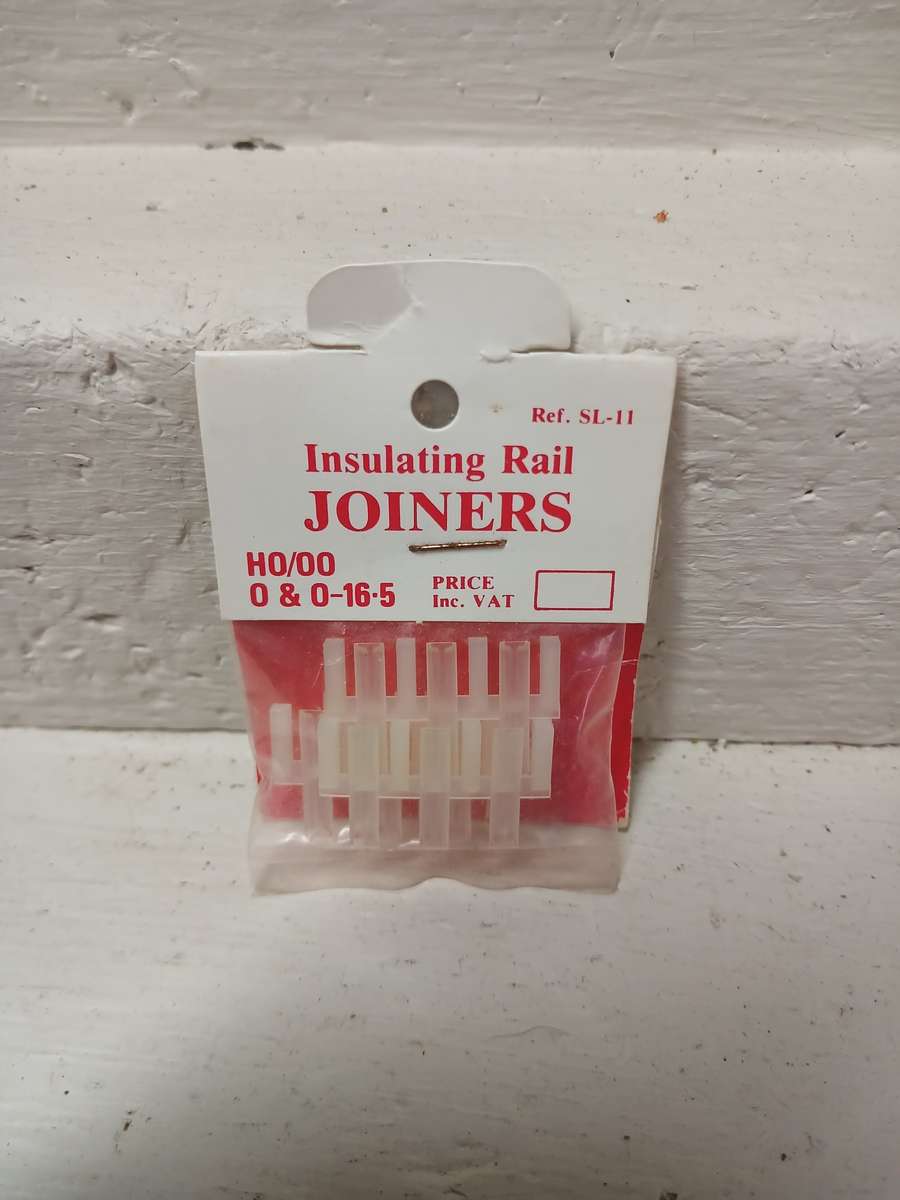 Ref. SL-11
Insulating Rail
JOINERS
HO/OO
O & O-16·5
PRICE
Inc. VAT